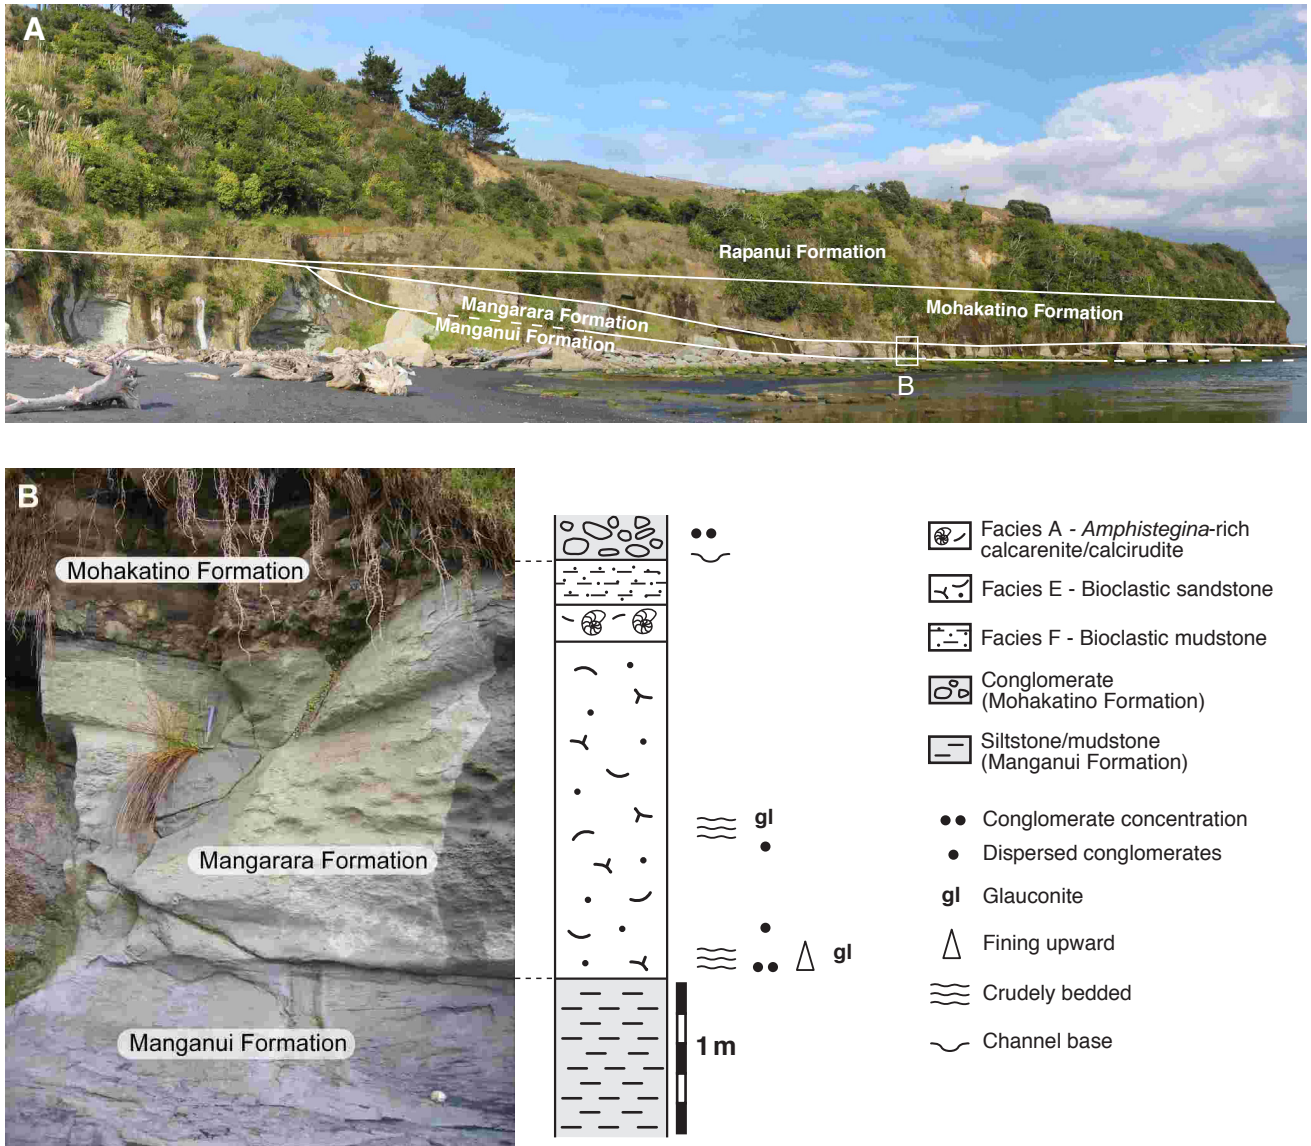 A
Rapanui Formation
Mangarara Formation
Mohakatino Formation
Manganui Formation
B
B
Mohakatino Formation
Mangarara Formation
Manganui Formation
gl
gl
1 m
Facies A - Amphistegina-rich
calcarenite/calcirudite
Facies E - Bioclastic sandstone
Facies F - Bioclastic mudstone
Conglomerate
(Mohakatino Formation)
Siltstone/mudstone
(Manganui Formation)
Conglomerate concentration
Dispersed conglomerates
gl Glauconite
Fining upward
Crudely bedded
Channel base